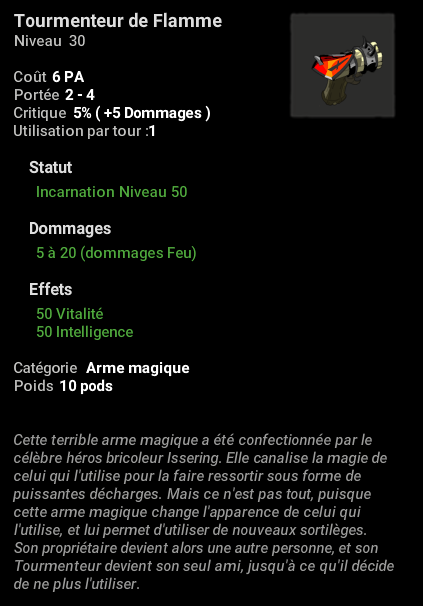 Tourmenteur de Flamme
Niveau 30
Coût 6 PA
Portée 2 - 4
Critique 5% ( +5 Dommages )
Utilisation par tour :1
Statut
Incarnation Niveau 50
Dommages
5 à 20 (dommages Feu)
Effets
50 Vitalité
50 Intelligence
Catégorie Arme magique
Poids 10 pods
Cette terrible arme magique a été confectionnée par le
célèbre héros bricoleur Issering. Elle canalise la magie de
celui qui l'utilise pour la faire ressortir sous forme de
puissantes décharges. Mais ce n'est pas tout, puisque
cette arme magique change l'apparence de celui qui
l'utilise, et lui permet d'utiliser de nouveaux sortilèges.
Son propriétaire devient alors une autre personne, et son
Tourmenteur devient son seul ami, jusqu'à ce qu'il décide
de ne plus l'utiliser.